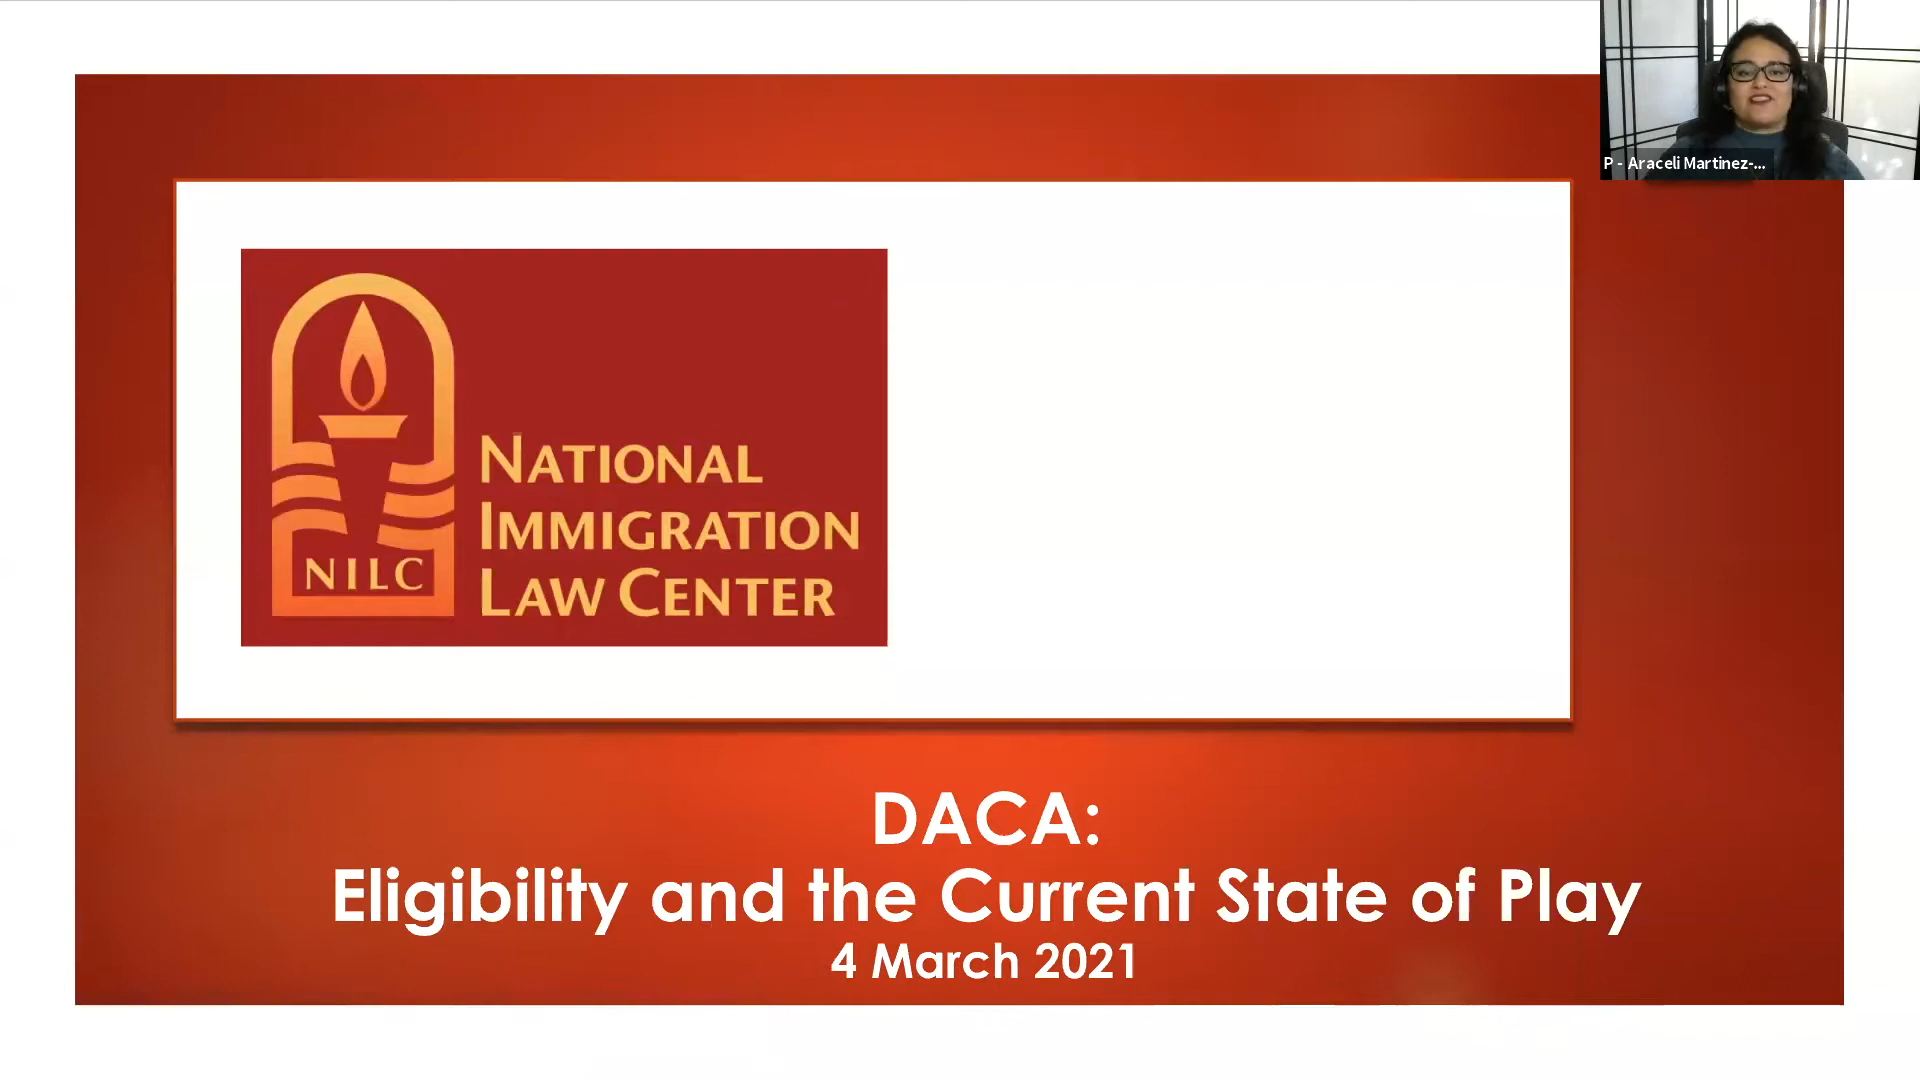 P - Araceli Martinez-...
NILC
NATIONAL
IMMIGRATION
LAW CENTER
DACA:
Eligibility and the Current State of Play
4 March 2021